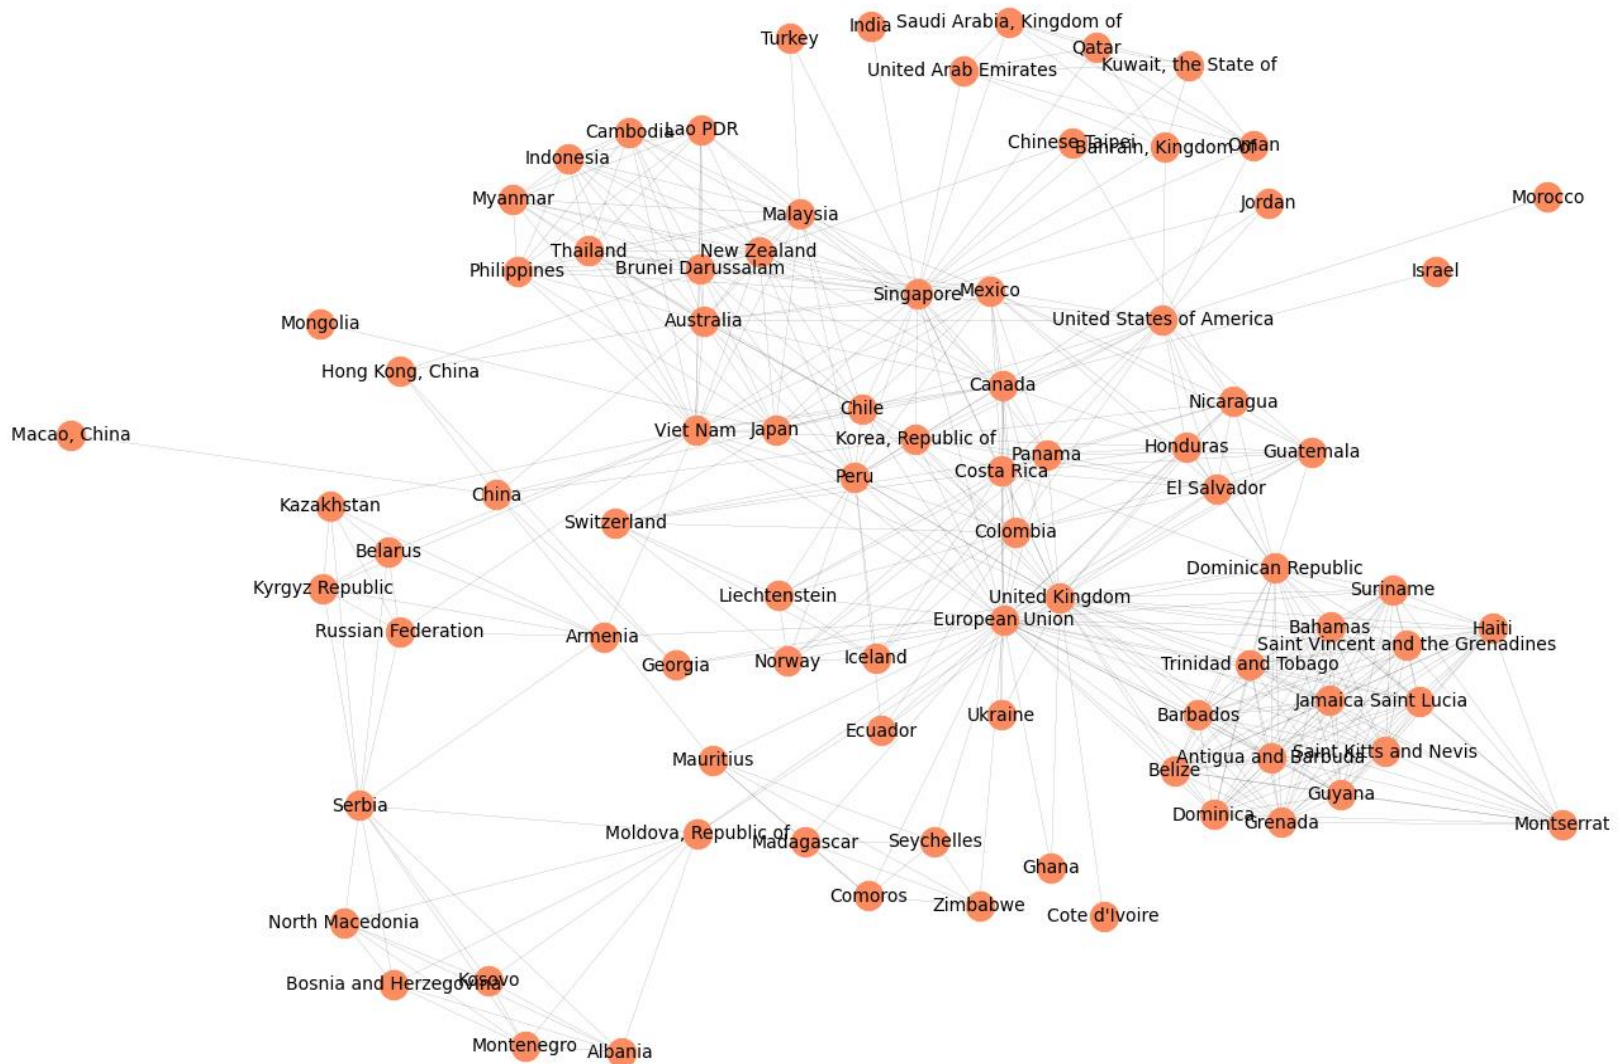 India
Saudi Arabia, Kingdom of
Turkey
Qatar
United Arab Emirates
Kuwait, the State of
Cambodia
Lao PDR
Indonesia
Chinese Taipei
Bahrain, Kingdom of
Oman
Myanmar
Malaysia
Jordan
Morocco
Thailand
New Zealand
Philippines
Brunei Darussalam
Israel
Singapore
Mexico
Mongolia
Australia
United States of America
Hong Kong, China
Canada
Nicaragua
Chile
Macao, China
Viet Nam
Japan
Korea, Republic of
Honduras
Guatemala
Panama
Peru
Costa Rica
El Salvador
China
Kazakhstan
Switzerland
Colombia
Belarus
Dominican Republic
Kyrgyz Republic
Liechtenstein
United Kingdom
Suriname
Russian Federation
Armenia
European Union
Bahamas
Haiti
Saint Vincent and the Grenadines
Georgia
Norway
Iceland
Trinidad and Tobago
Jamaica
Saint Lucia
Ecuador
Ukraine
Barbados
Mauritius
Antigua and Barbuda
Saint Kitts and Nevis
Belize
Serbia
Guyana
Dominica
Grenada
Montserrat
Moldova, Republic of
Madagascar
Seychelles
Ghana
Comoros
Zimbabwe
Cote d'Ivoire
North Macedonia
Bosnia and Herzegovina
Kosovo
Montenegro
Albania